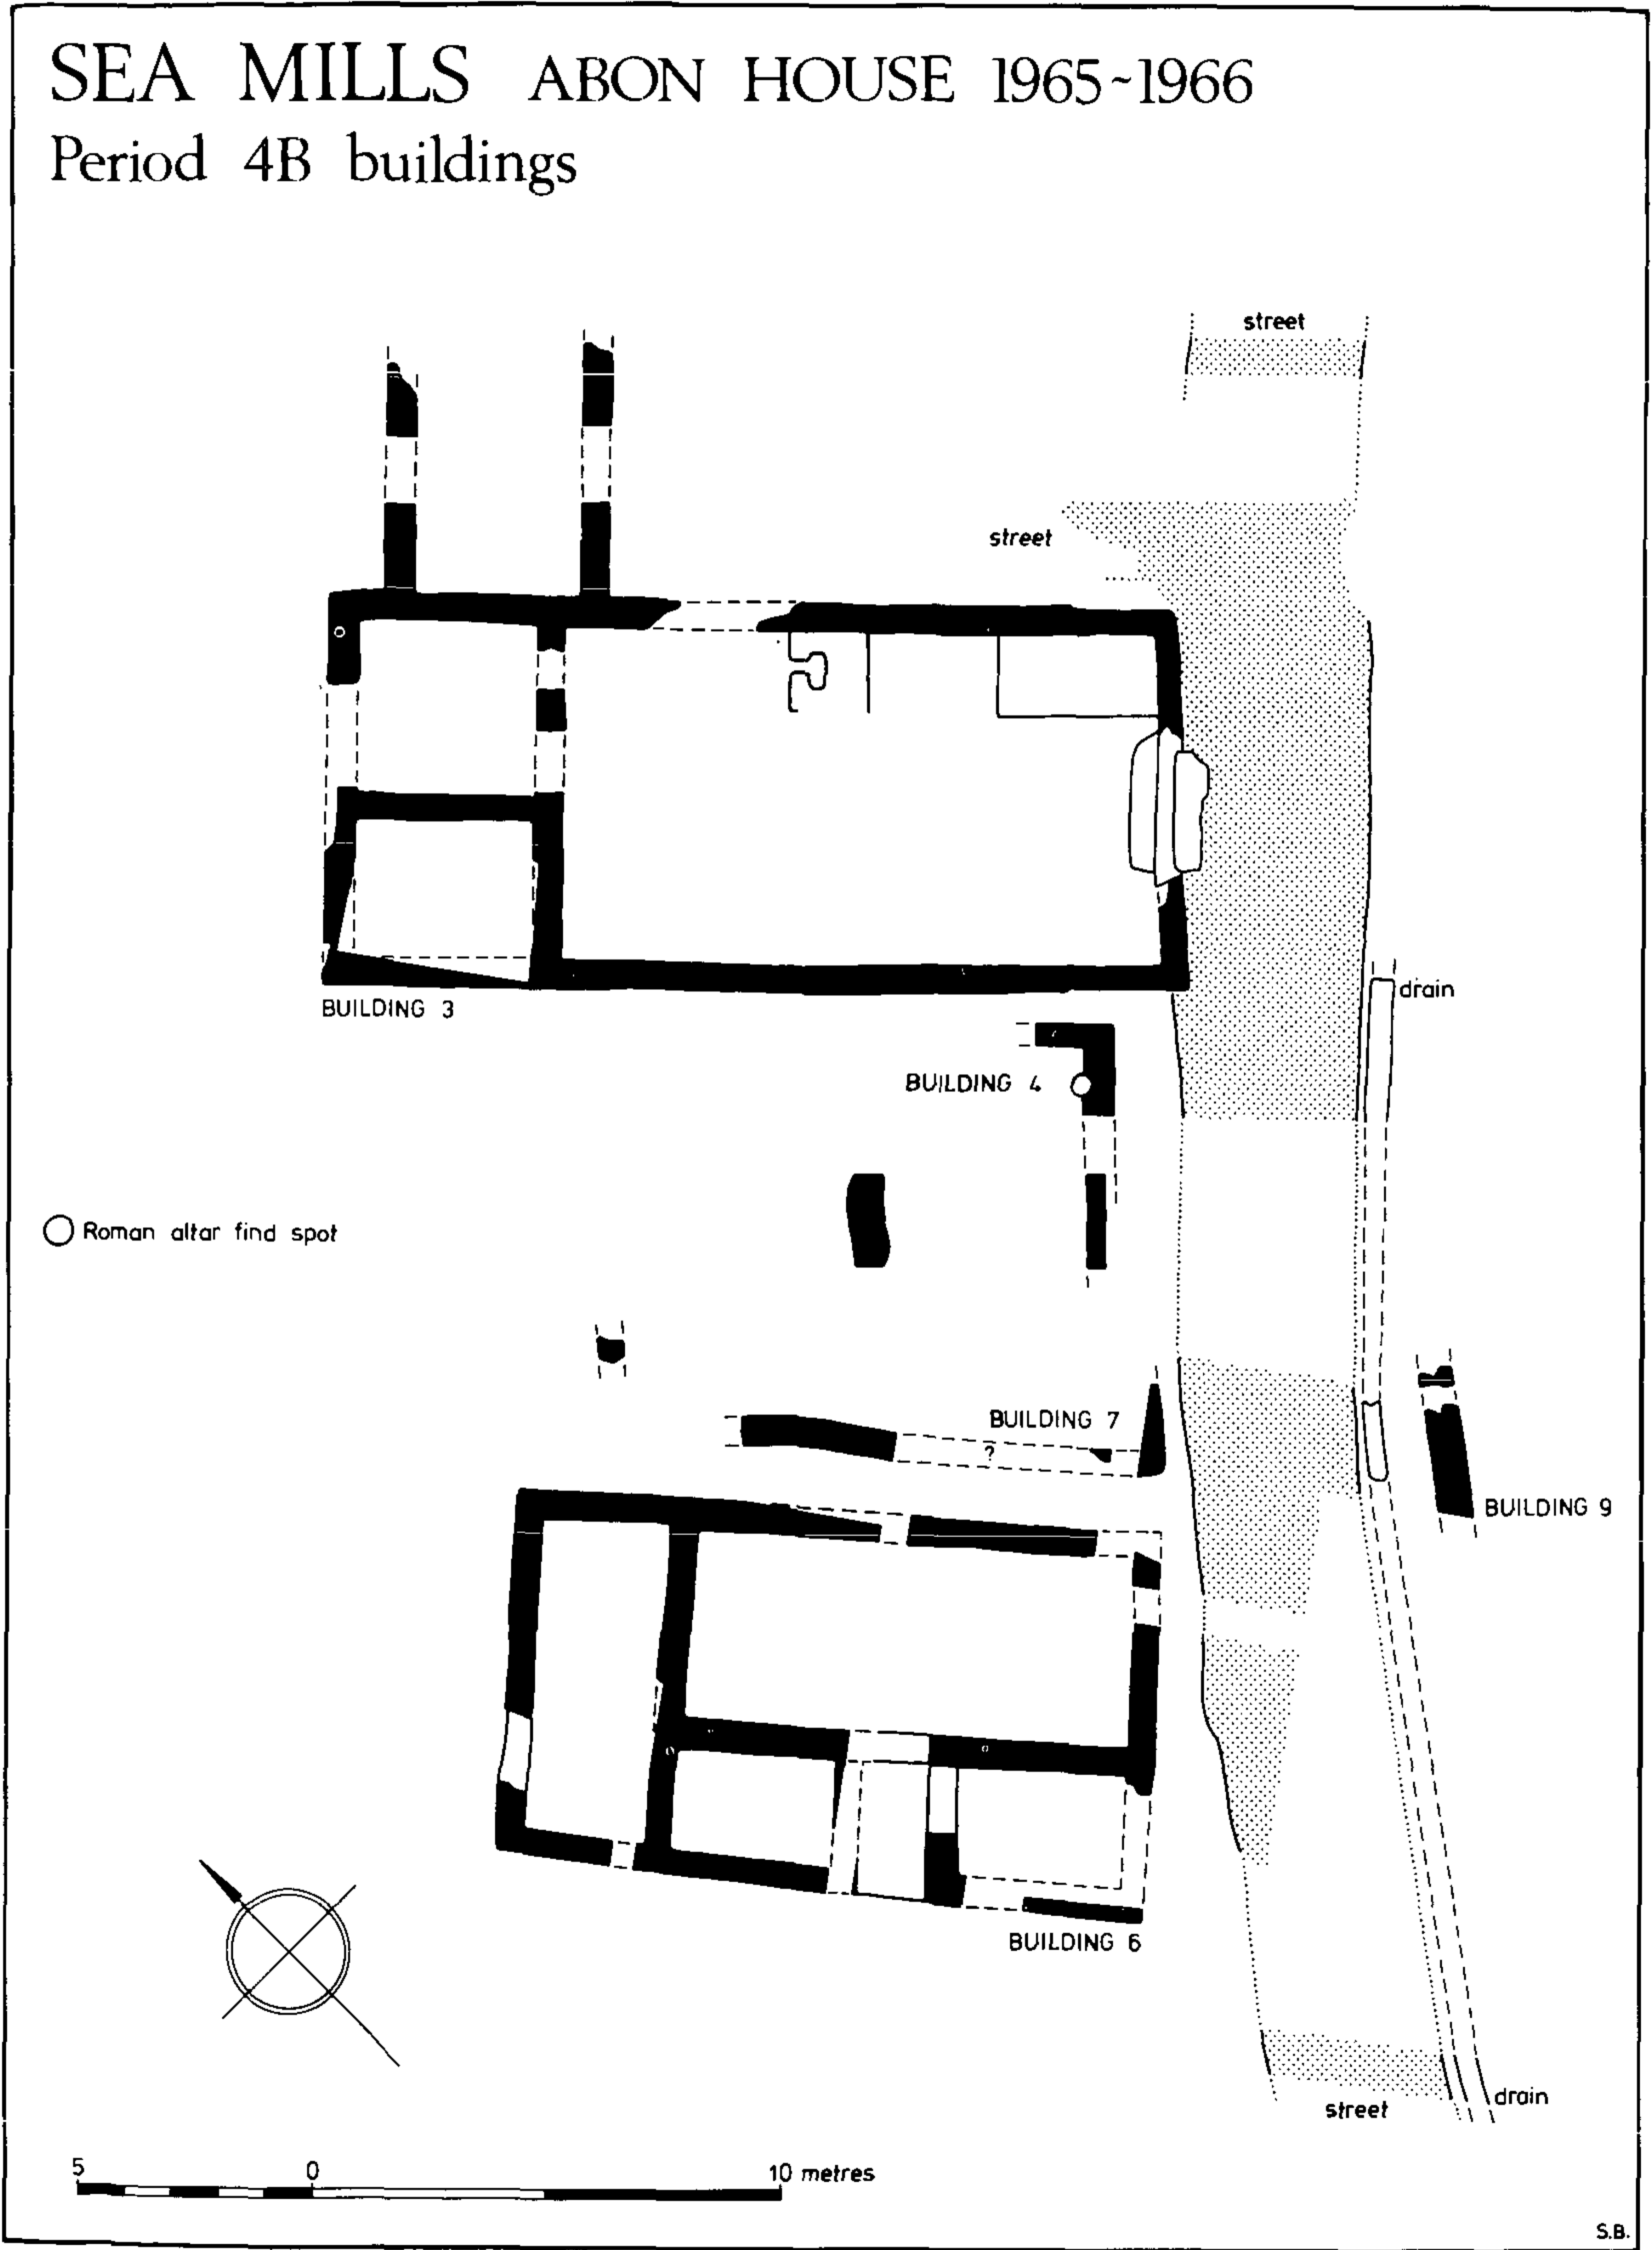 SEA MILLS ABON HOUSE 1965~1966
Period 4B buildings
street
street
BUILDING 3
drain
BUILDING 4
Roman altar find spot
BUILDING 7
?
BUILDING 9
BUILDING 6
drain
street
5 0 10 metres
S.B.